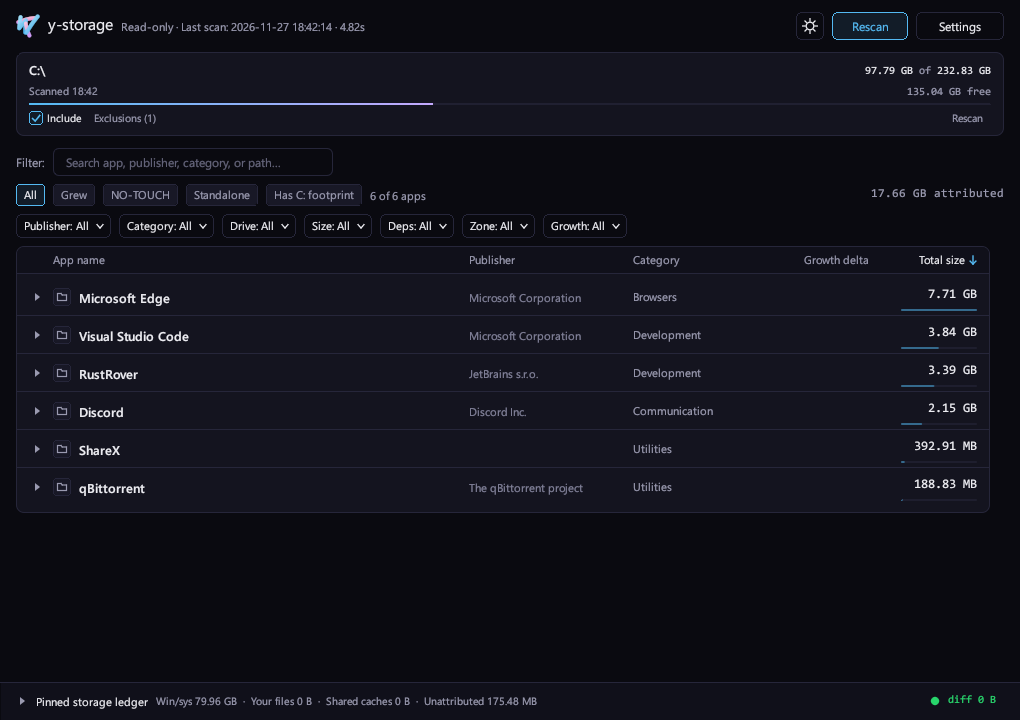 y-storage Read-only · Last scan: 2026-11-27 18:42:14 · 4.82s Rescan Settings
C:\ 97.79 GB of 232.83 GB
Scanned 18:42 135.04 GB free
Include Exclusions (1) Rescan
Filter: Search app, publisher, category, or path...
All Grew NO-TOUCH Standalone Has C: footprint 6 of 6 apps 17.66 GB attributed
Publisher: All Category: All Drive: All Size: All Deps: All Zone: All Growth: All
App name Publisher Category Growth delta Total size ↓
Microsoft Edge Microsoft Corporation Browsers 7.71 GB
Visual Studio Code Microsoft Corporation Development 3.84 GB
RustRover JetBrains s.r.o. Development 3.39 GB
Discord Discord Inc. Communication 2.15 GB
ShareX Utilities 392.91 MB
qBittorrent The qBittorrent project Utilities 188.83 MB
Pinned storage ledger Win/sys 79.96 GB · Your files 0 B · Shared caches 0 B · Unattributed 175.48 MB diff 0 B